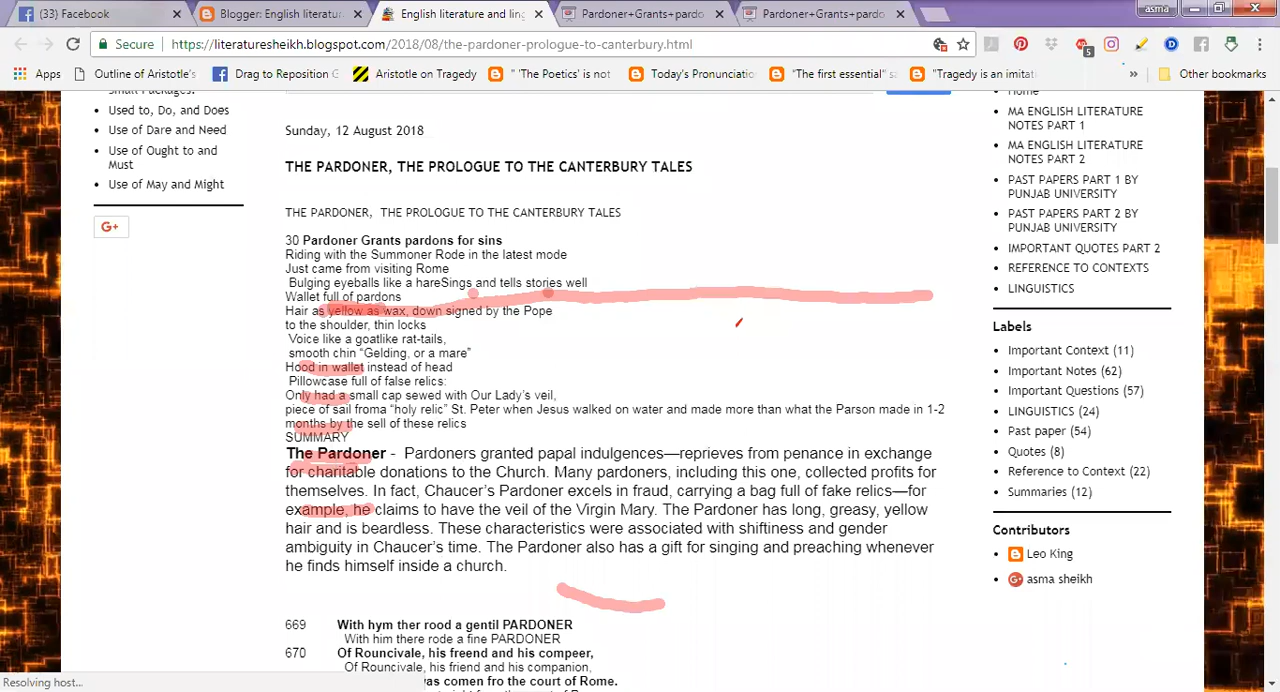 (33) Facebook
Blogger: English literatur
English literature and lin
Pardoner+Grants+pardo
Pardoner+Grants+pardo
asma
Secure
https://literaturesheikh.blogspot.com/2018/08/the-pardoner-prologue-to-canterbury.html
5
Apps
Outline of Aristotle's
Drag to Reposition C
Aristotle on Tragedy
" 'The Poetics' is not
Today's Pronunciatio
"The first essential" sa
"Tragedy is an imitat
»
Other bookmarks
Small Packages.
Used to, Do, and Does
Use of Dare and Need
Use of Ought to and
Must
Use of May and Might
G+
Sunday, 12 August 2018
THE PARDONER, THE PROLOGUE TO THE CANTERBURY TALES
THE PARDONER, THE PROLOGUE TO THE CANTERBURY TALES
30 Pardoner Grants pardons for sins
Riding with the Summoner Rode in the latest mode
Just came from visiting Rome
Bulging eyeballs like a hareSings and tells stories well
Wallet full of pardons
Hair as yellow as wax, down signed by the Pope
to the shoulder, thin locks
Voice like a goatlike rat-tails,
smooth chin “Gelding, or a mare”
Hood in wallet instead of head
Pillowcase full of false relics:
Only had a small cap sewed with Our Lady’s veil,
piece of sail froma “holy relic” St. Peter when Jesus walked on water and made more than what the Parson made in 1-2
months by the sell of these relics
SUMMARY
The Pardoner - Pardoners granted papal indulgences—reprieves from penance in exchange
for charitable donations to the Church. Many pardoners, including this one, collected profits for
themselves. In fact, Chaucer’s Pardoner excels in fraud, carrying a bag full of fake relics—for
example, he claims to have the veil of the Virgin Mary. The Pardoner has long, greasy, yellow
hair and is beardless. These characteristics were associated with shiftiness and gender
ambiguity in Chaucer’s time. The Pardoner also has a gift for singing and preaching whenever
he finds himself inside a church.
669 With hym ther rood a gentil PARDONER
With him there rode a fine PARDONER
670 Of Rouncivale, his freend and his compeer,
Of Rouncivale, his friend and his companion,
was comen fro the court of Rome.
Home
MA ENGLISH LITERATURE
NOTES PART 1
MA ENGLISH LITERATURE
NOTES PART 2
PAST PAPERS PART 1 BY
PUNJAB UNIVERSITY
PAST PAPERS PART 2 BY
PUNJAB UNIVERSITY
IMPORTANT QUOTES PART 2
REFERENCE TO CONTEXTS
LINGUISTICS
Labels
Important Context (11)
Important Notes (62)
Important Questions (57)
LINGUISTICS (24)
Past paper (54)
Quotes (8)
Reference to Context (22)
Summaries (12)
Contributors
Leo King
asma sheikh
Resolving host...